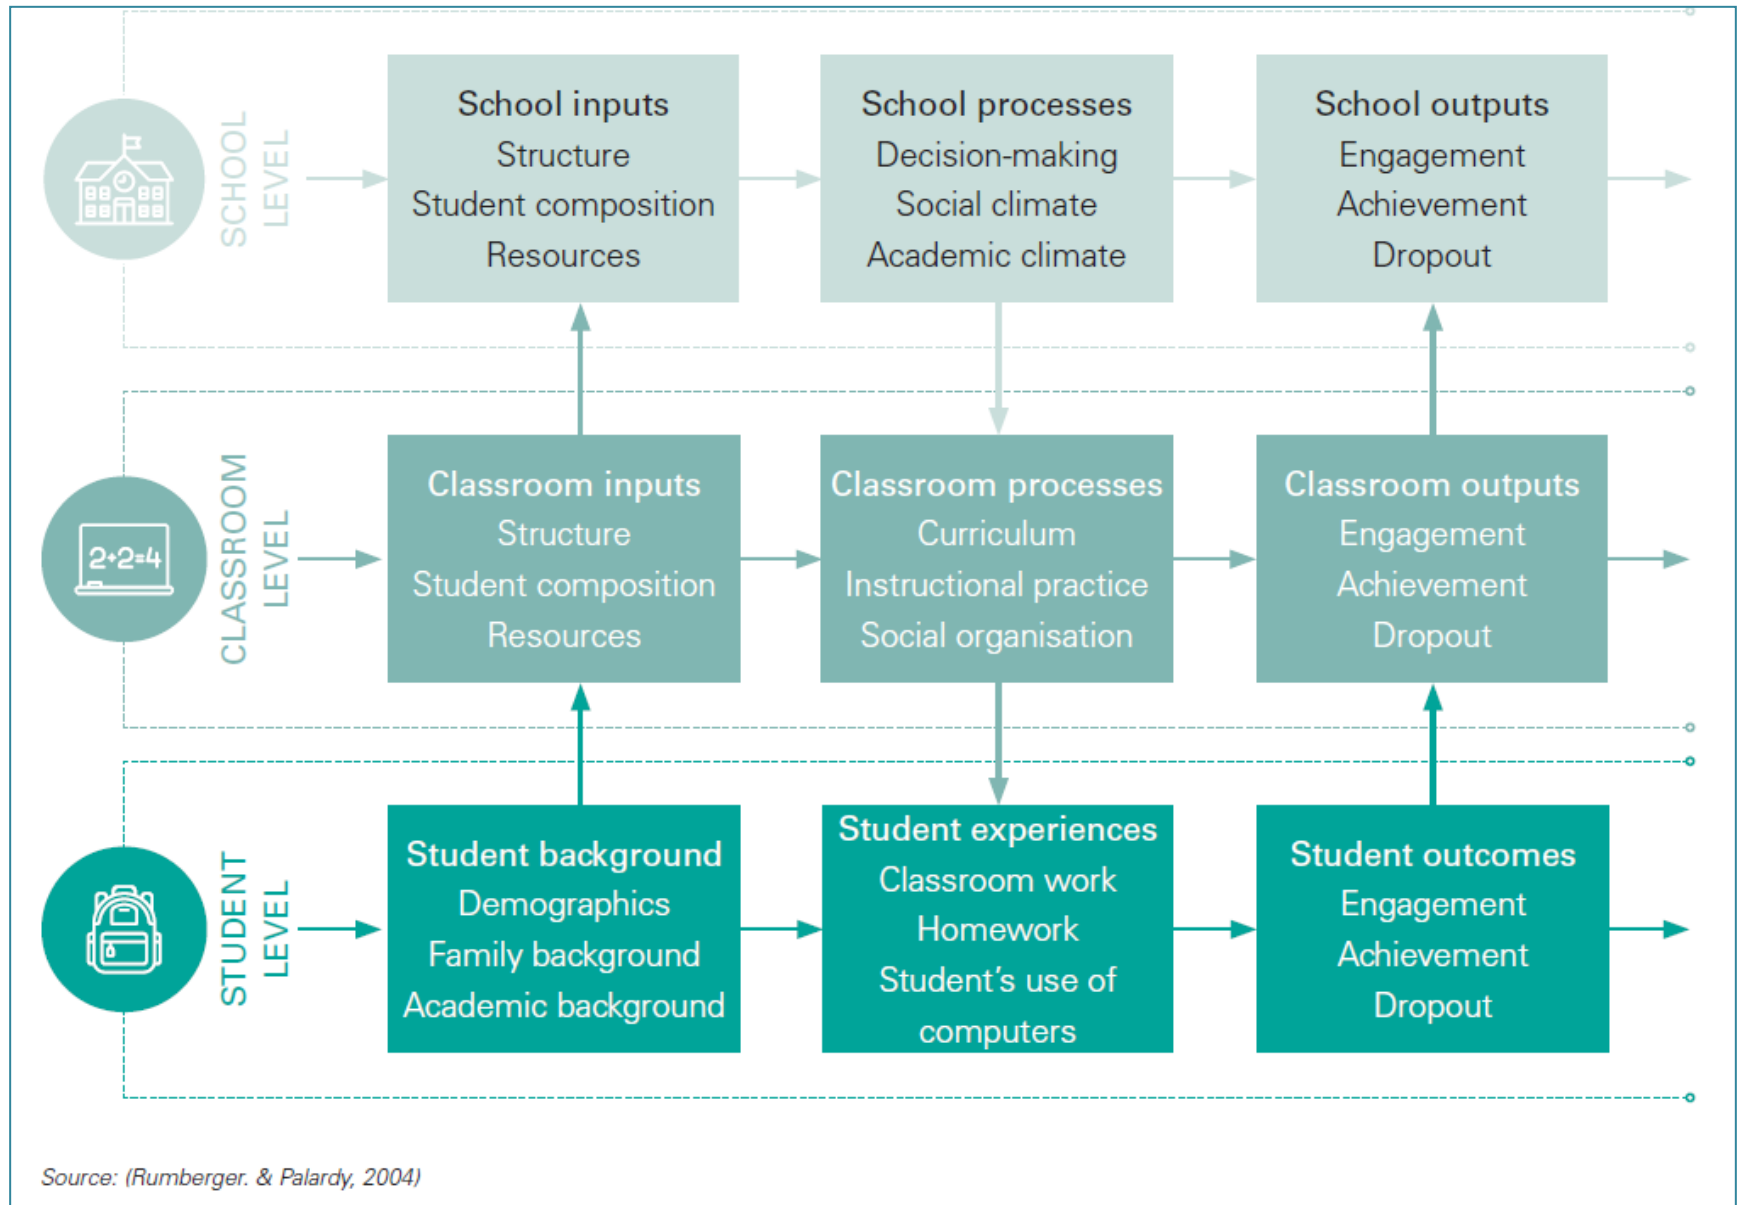 SCHOOL
LEVEL
School inputs
Structure
Student composition
Resources
School processes
Decision-making
Social climate
Academic climate
School outputs
Engagement
Achievement
Dropout
2+2=4
CLASSROOM
LEVEL
Classroom inputs
Structure
Student composition
Resources
Classroom processes
Curriculum
Instructional practice
Social organisation
Classroom outputs
Engagement
Achievement
Dropout
STUDENT
LEVEL
Student background
Demographics
Family background
Academic background
Student experiences
Classroom work
Homework
Student’s use of
computers
Student outcomes
Engagement
Achievement
Dropout
Source: (Rumberger. & Palardy, 2004)